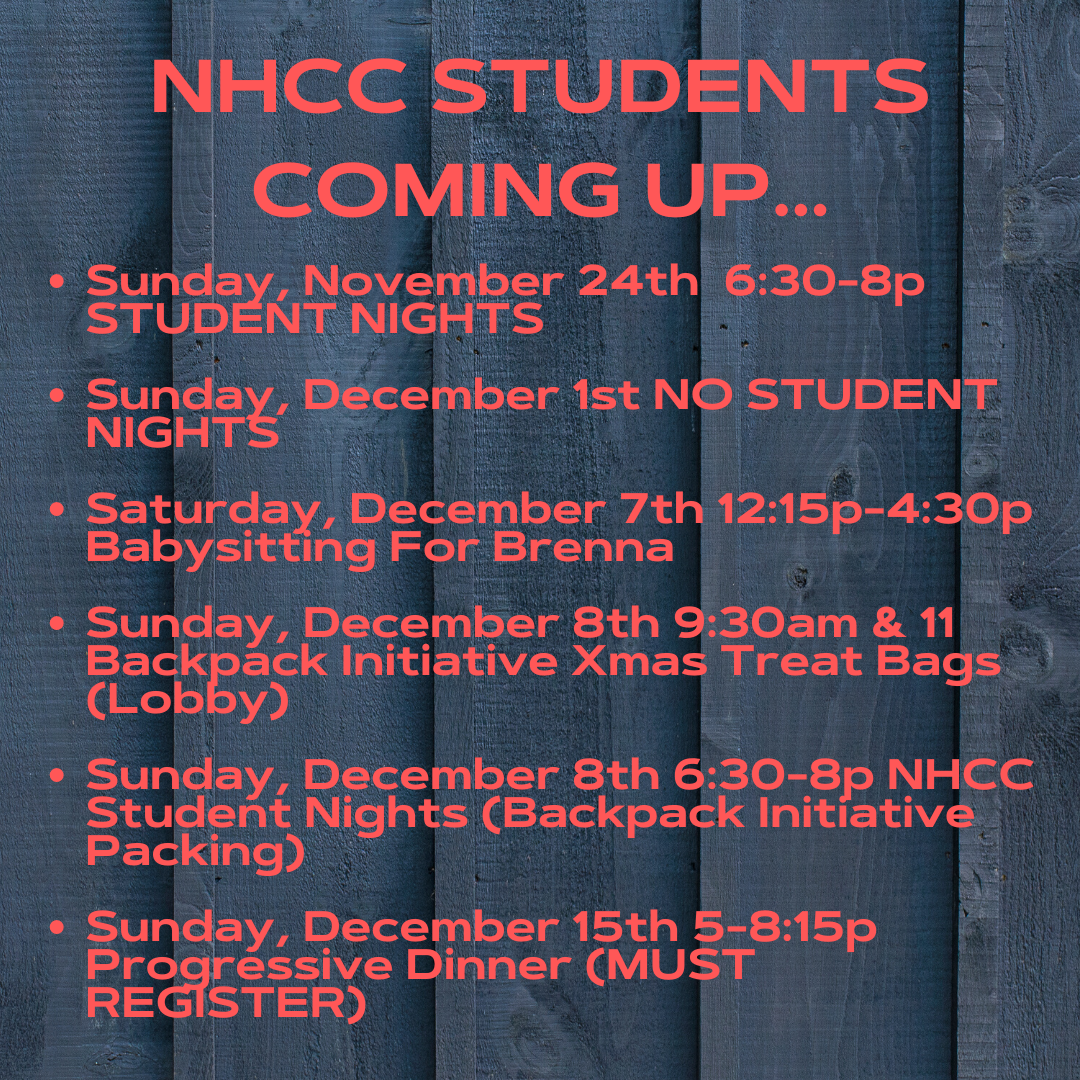 NHCC STUDENTS
COMING UP...
• Sunday, November 24th  6:30-8p
STUDENT NIGHTS
• Sunday, December 1st NO STUDENT
NIGHTS
• Saturday, December 7th 12:15p-4:30p
Babysitting For Brenna
• Sunday, December 8th 9:30am & 11
Backpack Initiative Xmas Treat Bags
(Lobby)
• Sunday, December 8th 6:30-8p NHCC
Student Nights (Backpack Initiative
Packing)
• Sunday, December 15th 5-8:15p
Progressive Dinner (MUST
REGISTER)